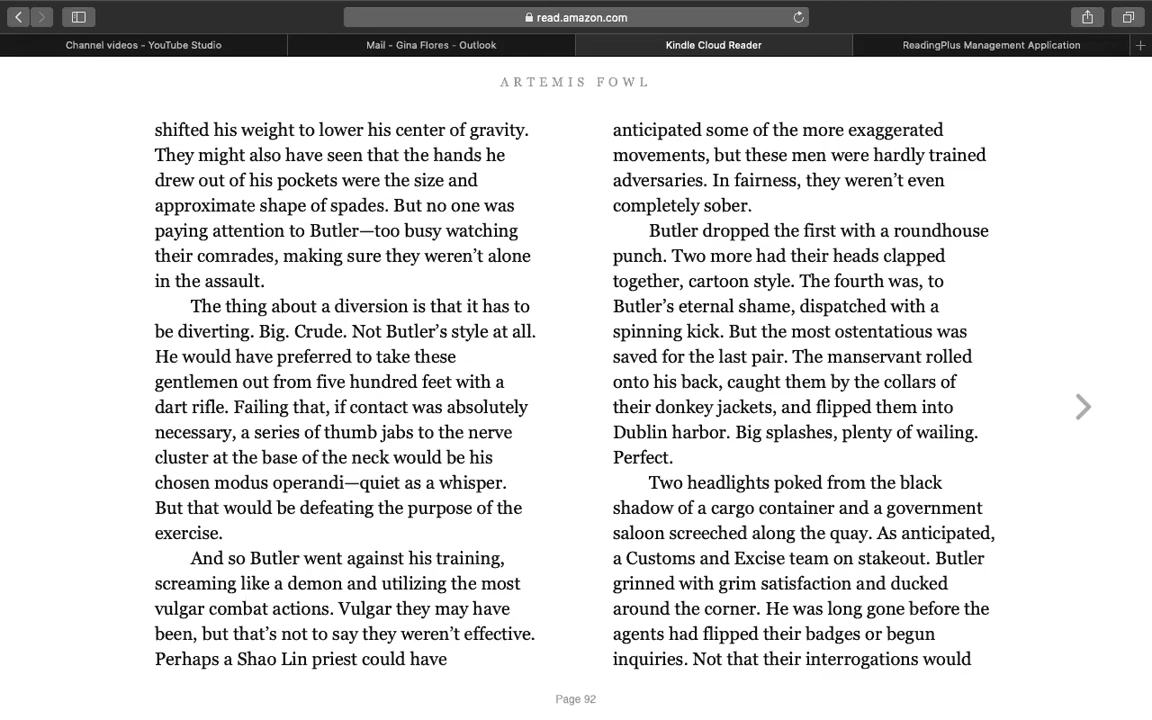 read.amazon.com
Channel videos - YouTube Studio
Mail - Gina Flores - Outlook
Kindle Cloud Reader
ReadingPlus Management Application
ARTEMIS FOWL
shifted his weight to lower his center of gravity.
They might also have seen that the hands he
drew out of his pockets were the size and
approximate shape of spades. But no one was
paying attention to Butler—too busy watching
their comrades, making sure they weren’t alone
in the assault.
The thing about a diversion is that it has to
be diverting. Big. Crude. Not Butler’s style at all.
He would have preferred to take these
gentlemen out from five hundred feet with a
dart rifle. Failing that, if contact was absolutely
necessary, a series of thumb jabs to the nerve
cluster at the base of the neck would be his
chosen modus operandi—quiet as a whisper.
But that would be defeating the purpose of the
exercise.
And so Butler went against his training,
screaming like a demon and utilizing the most
vulgar combat actions. Vulgar they may have
been, but that’s not to say they weren’t effective.
Perhaps a Shao Lin priest could have
anticipated some of the more exaggerated
movements, but these men were hardly trained
adversaries. In fairness, they weren’t even
completely sober.
Butler dropped the first with a roundhouse
punch. Two more had their heads clapped
together, cartoon style. The fourth was, to
Butler’s eternal shame, dispatched with a
spinning kick. But the most ostentatious was
saved for the last pair. The manservant rolled
onto his back, caught them by the collars of
their donkey jackets, and flipped them into
Dublin harbor. Big splashes, plenty of wailing.
Perfect.
Two headlights poked from the black
shadow of a cargo container and a government
saloon screeched along the quay. As anticipated,
a Customs and Excise team on stakeout. Butler
grinned with grim satisfaction and ducked
around the corner. He was long gone before the
agents had flipped their badges or begun
inquiries. Not that their interrogations would
Page 92